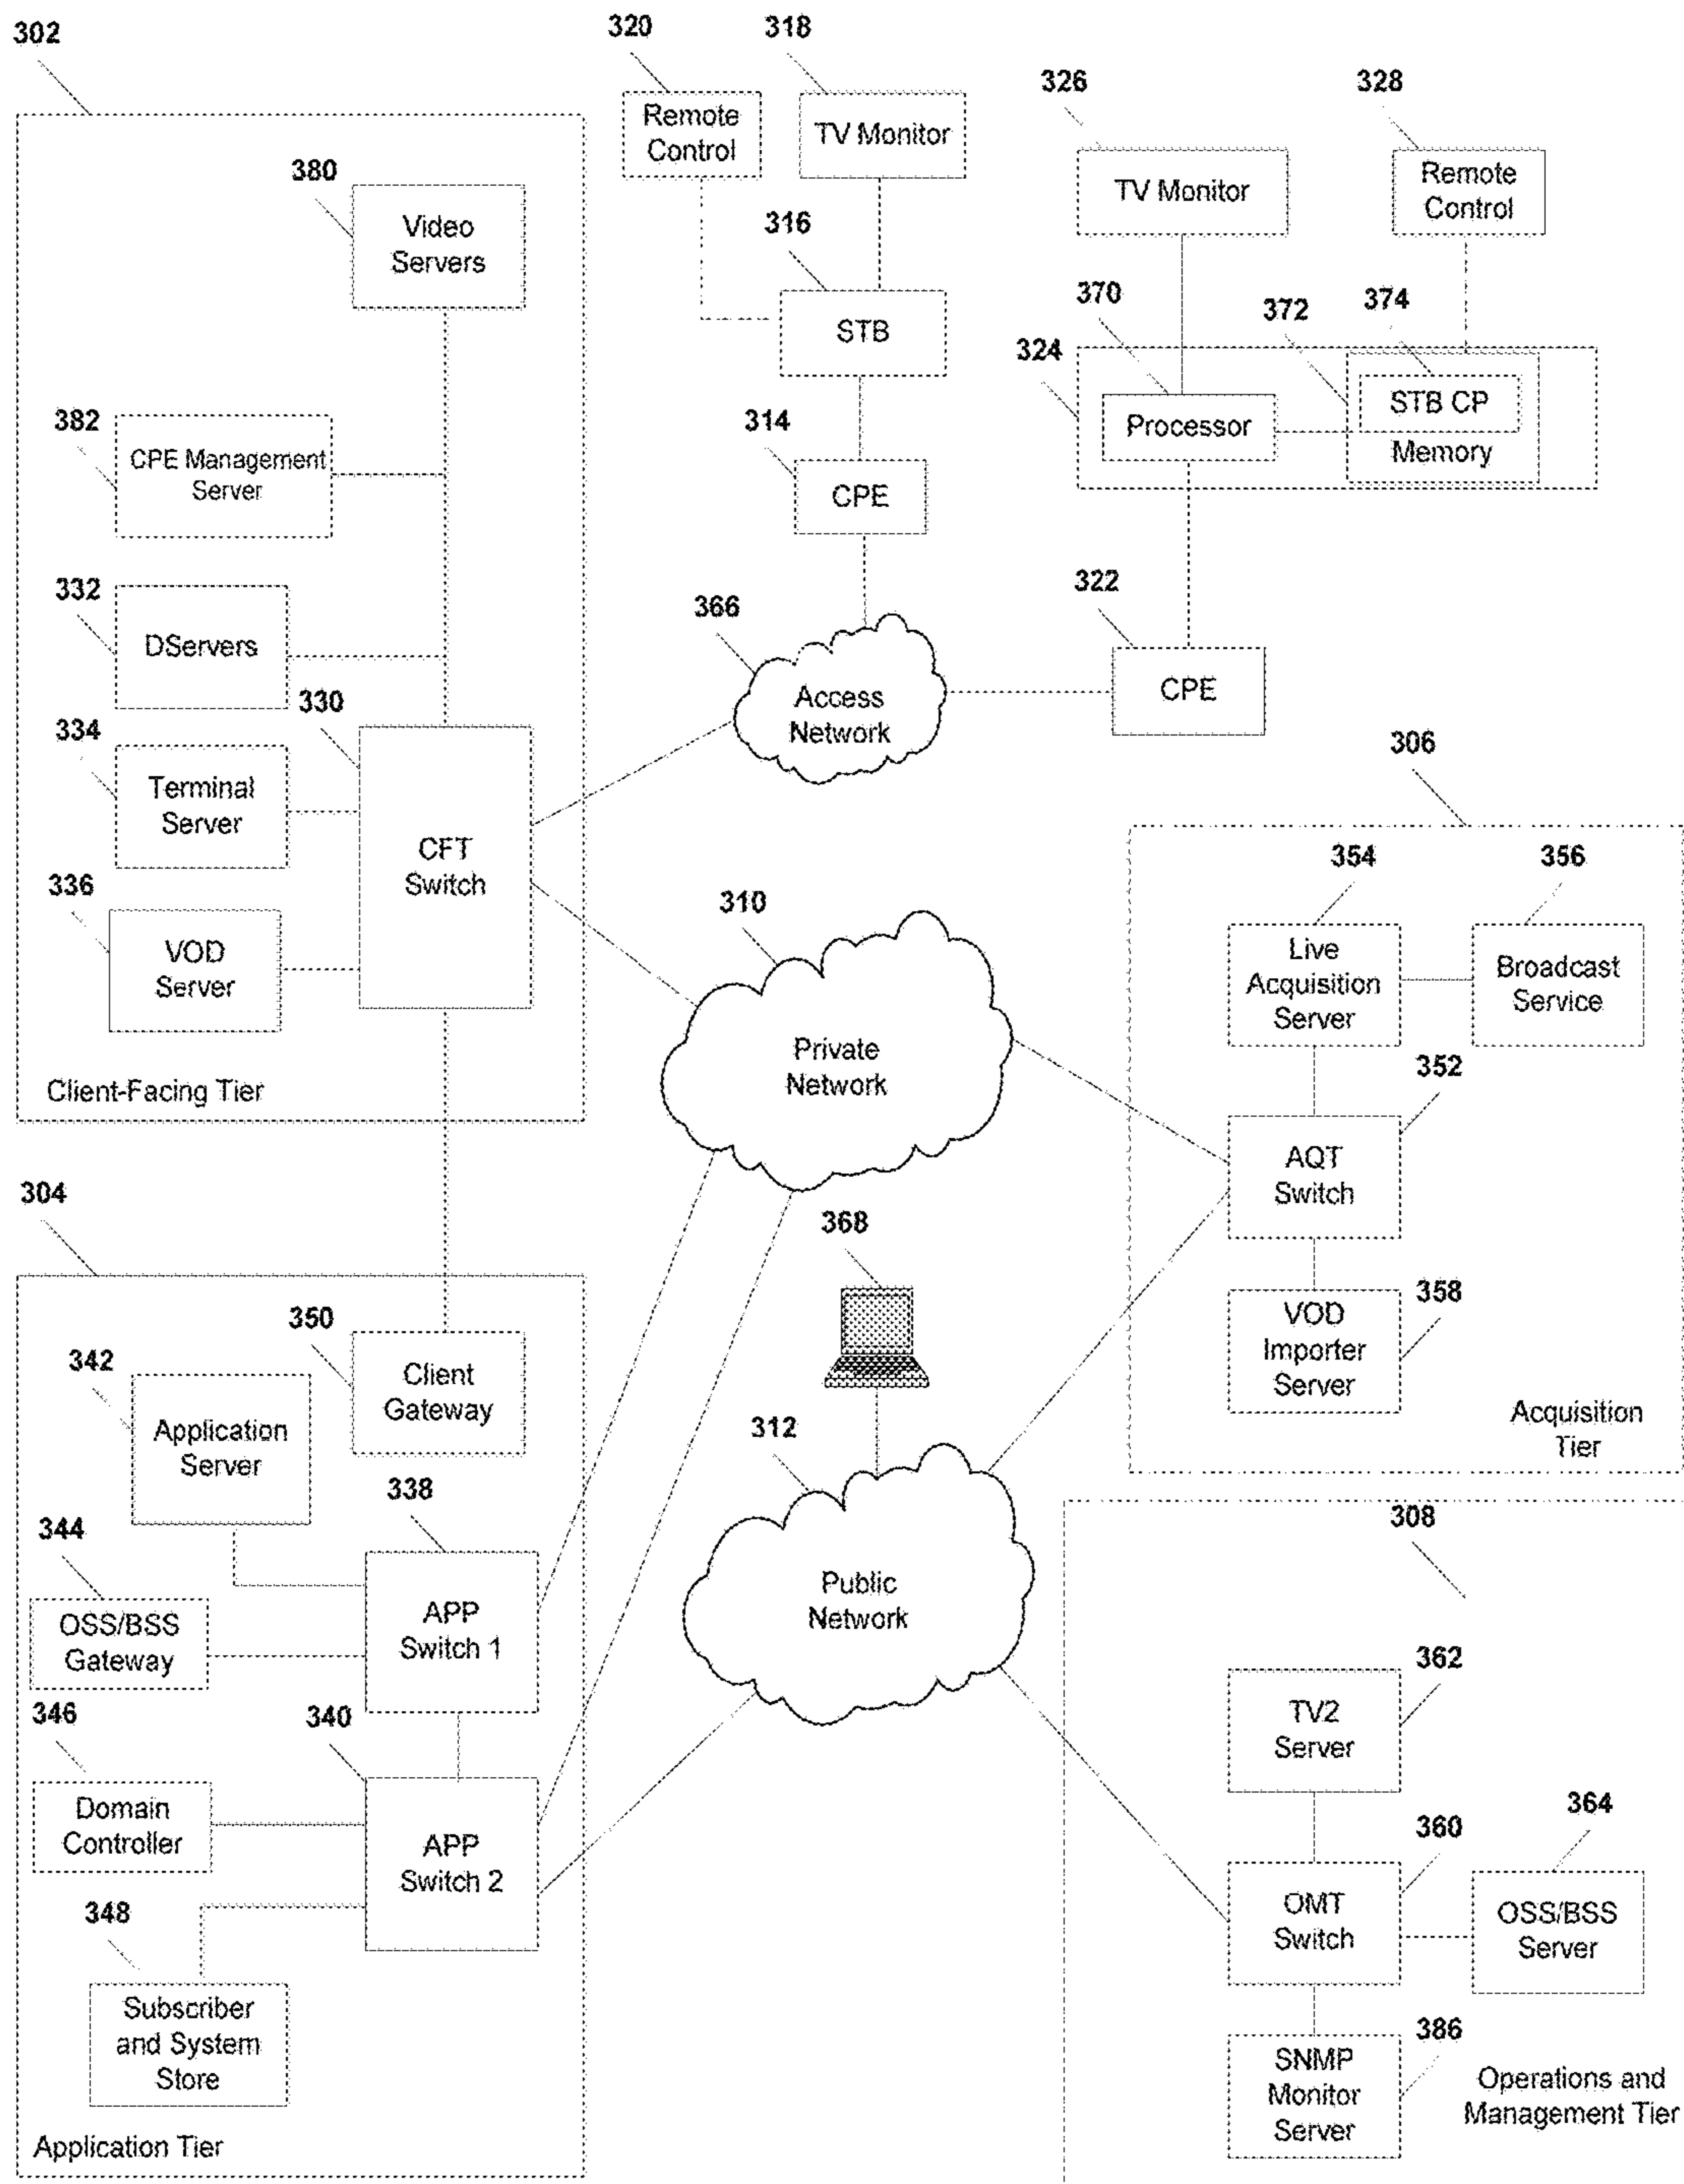 302
320
318
326
328
Remote
Control
TV Monitor
TV Monitor
Remote
Control
380
Video
Servers
316
STB
370
372
374
324
Processor
STB CP
Memory
382
CPE Management
Server
314
CPE
332
DServers
366
Access
Network
322
CPE
330
334
Terminal
Server
CFT
Switch
336
VOD
Server
Client-Facing Tier
310
Private
Network
306
354
356
Live
Acquisition
Server
Broadcast
Service
352
AQT
Switch
358
VOD
Importer
Server
Acquisition
Tier
304
368
350
Client
Gateway
342
Application
Server
312
Public
Network
338
344
OSS/BSS
Gateway
APP
Switch 1
346
340
Domain
Controller
APP
Switch 2
348
Subscriber
and System
Store
Application Tier
308
362
TV2
Server
360
364
OMT
Switch
OSS/BSS
Server
386
SNMP
Monitor
Server
Operations and
Management Tier